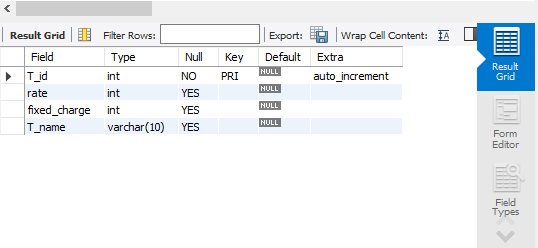 Result Grid Filter Rows: Export: Wrap Cell Content: IA
Field Type Null Key Default Extra
T_id int NO PRI NULL auto_increment
rate int YES NULL
fixed_charge int YES NULL
T_name varchar(10) YES NULL
Result
Grid
Form
Editor
Field
Types